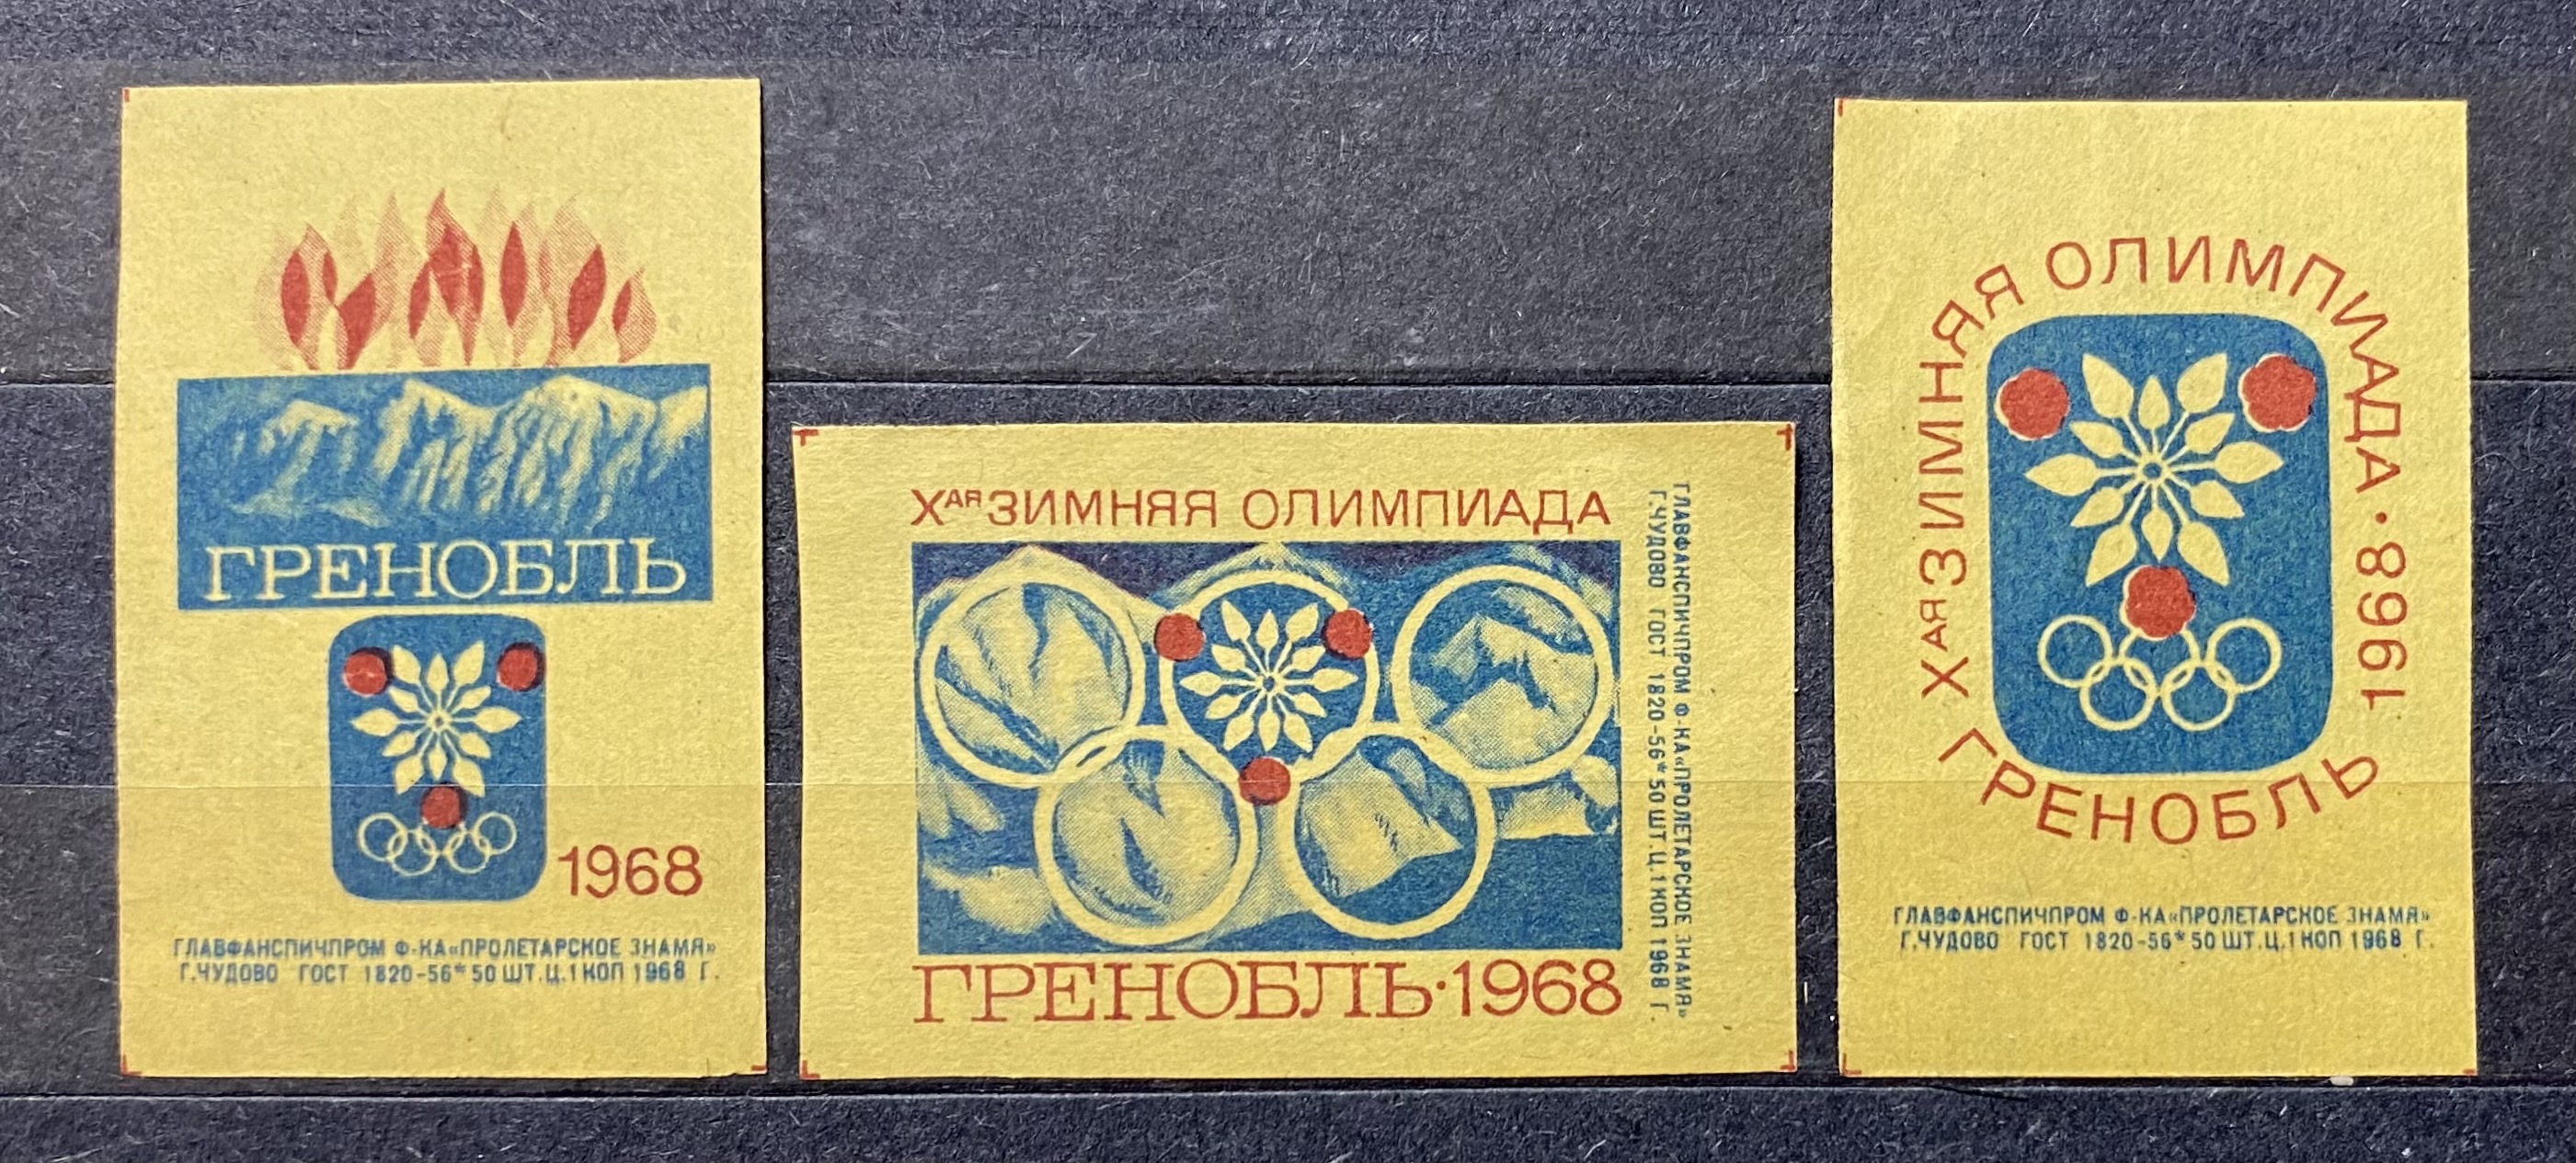 ГРЕНОБЛЬ
1968
ГЛАВФАНСПИЧПРОМ Ф-КА «ПРОЛЕТАРСКОЕ ЗНАМЯ»
Г.ЧУДОВО ГОСТ 1820-56* 50 ШТ.Ц.1 КОП 1968 Г.
XАЯ ЗИМНЯЯ ОЛИМПИАДА
ГРЕНОБЛЬ·1968
ГЛАВФАНСПИЧПРОМ Ф-КА «ПРОЛЕТАРСКОЕ ЗНАМЯ»
Г.ЧУДОВО ГОСТ 1820-56* 50 ШТ.Ц.1 КОП 1968 Г.
XАЯ ЗИМНЯЯ ОЛИМПИАДА · 1968
ГРЕНОБЛЬ
ГЛАВФАНСПИЧПРОМ Ф-КА «ПРОЛЕТАРСКОЕ ЗНАМЯ»
Г.ЧУДОВО ГОСТ 1820-56* 50 ШТ.Ц.1 КОП 1968 Г.